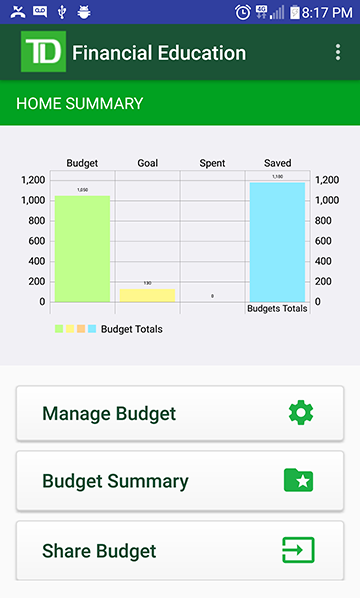 4G
8:17 PM
TD Financial Education
HOME SUMMARY
Budget Goal Spent Saved
1,200 1,200
1,000 1,000
800 800
600 600
400 400
200 200
0 0
1,050
130
0
1,180
Budgets Totals
Budget Totals
Manage Budget
Budget Summary
Share Budget